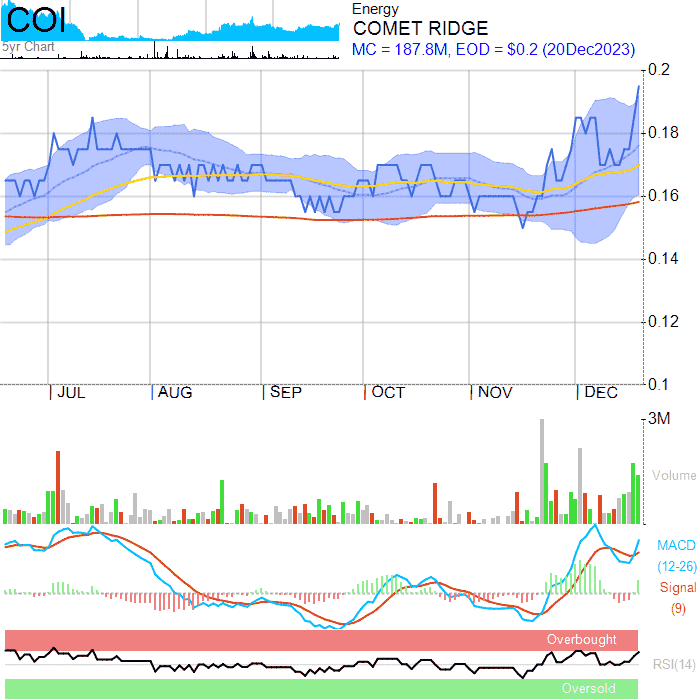 COI
5yr Chart
Energy
COMET RIDGE
MC = 187.8M, EOD = $0.2 (20Dec2023)
0.2
0.18
0.16
0.14
0.12
0.1
JUL AUG SEP OCT NOV DEC
3M
Volume
MACD
(12-26)
Signal
(9)
Overbought
RSI(14)
Oversold